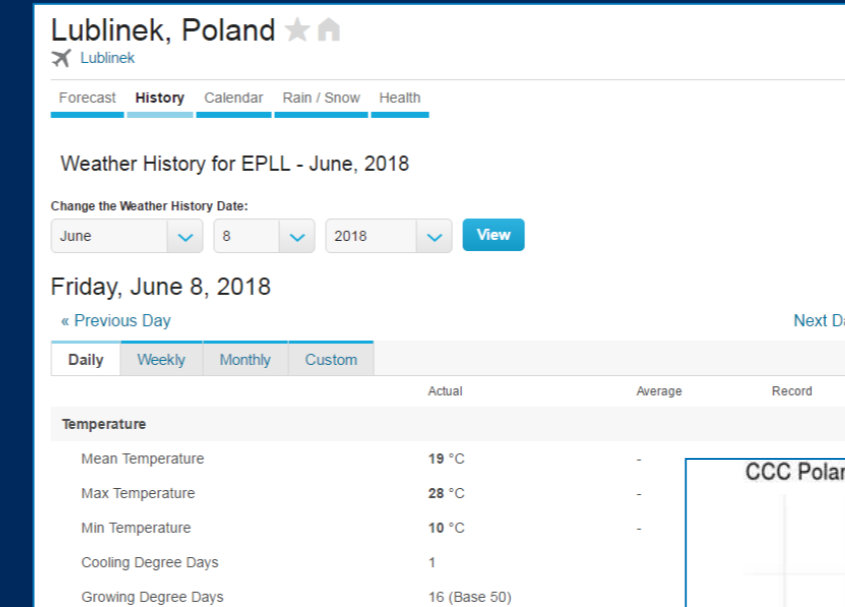 Lublinek, Poland
Lublinek
Forecast History Calendar Rain / Snow Health
Weather History for EPLL - June, 2018
Change the Weather History Date:
June 8 2018 View
Friday, June 8, 2018
« Previous Day Next
Daily Weekly Monthly Custom
Actual Average Record
Temperature
Mean Temperature 19 °C -
CCC
Max Temperature 28 °C -
Min Temperature 10 °C -
Cooling Degree Days 1
Growing Degree Days 16 (Base 50)